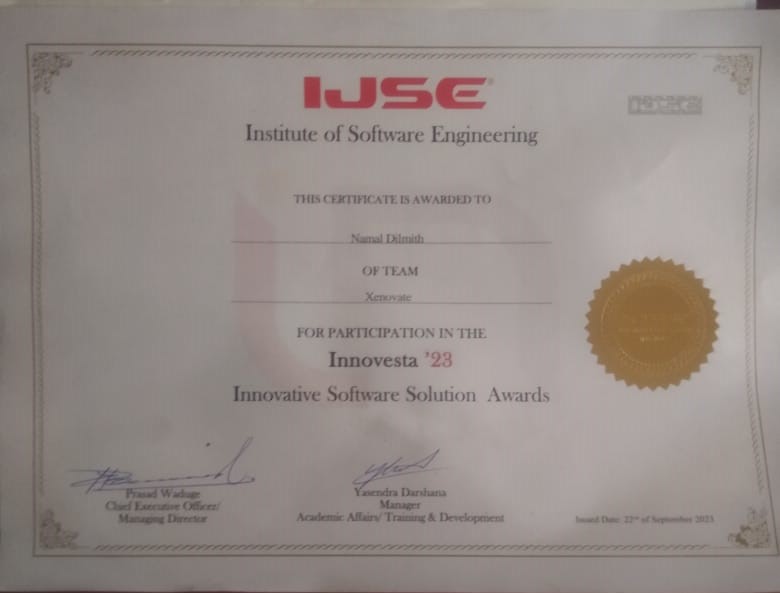 IJSE®
Institute of Software Engineering
THIS CERTIFICATE IS AWARDED TO
Namal Dilmith
OF TEAM
Xenovate
FOR PARTICIPATION IN THE
Innovesta '23
Innovative Software Solution Awards
Prasad Waduge
Chief Executive Officer/
Managing Director
Yasendra Darshana
Manager
Academic Affairs/ Training & Development
Issued Date: 22nd of September 2023